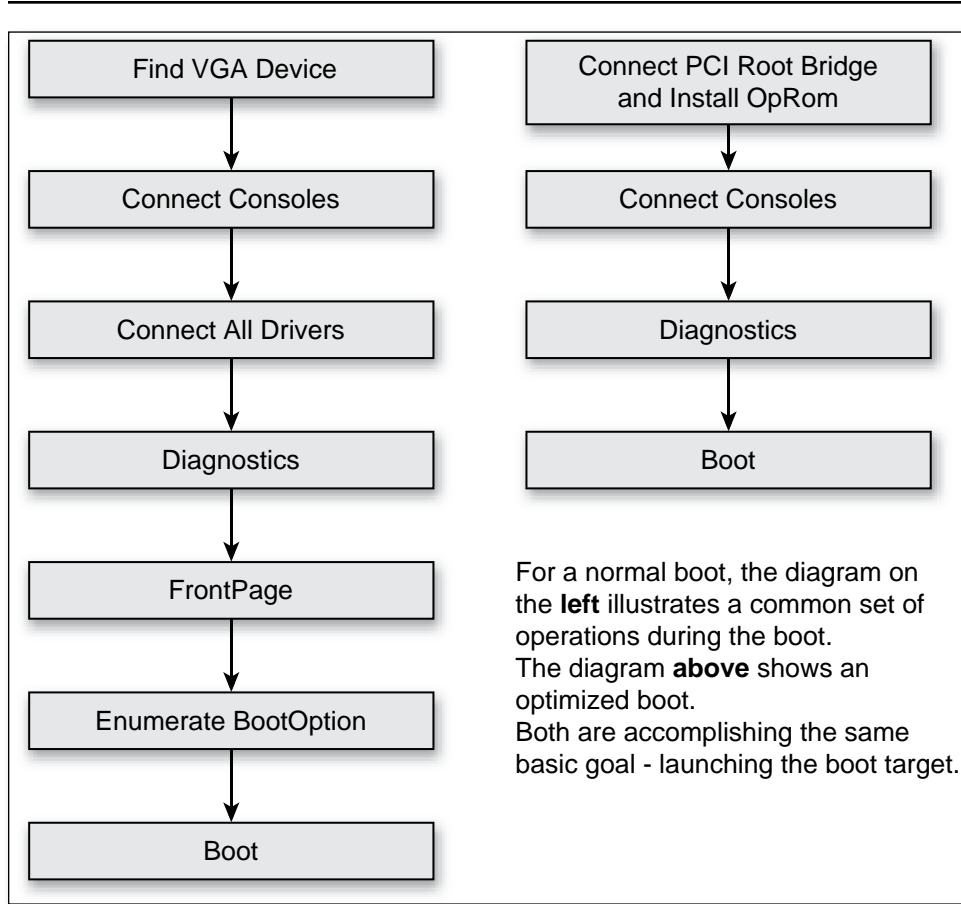 Find VGA Device
Connect Consoles
Connect All Drivers
Diagnostics
FrontPage
Enumerate BootOption
Boot
Connect PCI Root Bridge
and Install OpRom
Connect Consoles
Diagnostics
Boot
For a normal boot, the diagram on
the left illustrates a common set of
operations during the boot.
The diagram above shows an
optimized boot.
Both are accomplishing the same
basic goal - launching the boot target.